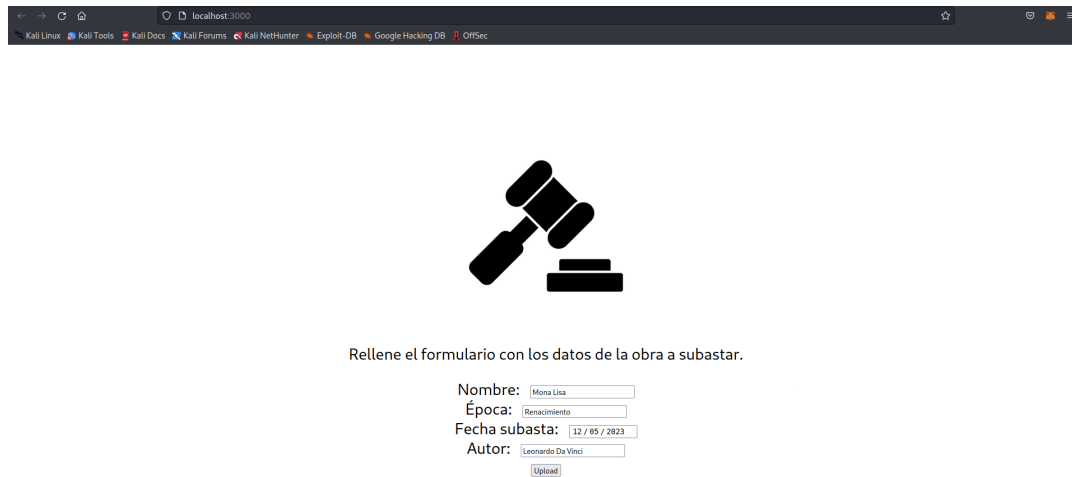 localhost:3000
Kali Linux Kali Tools Kali Docs Kali Forums Kali NetHunter Exploit-DB Google Hacking DB OffSec
Rellene el formulario con los datos de la obra a subastar.
Nombre: Mona Lisa
Época: Renacimiento
Fecha subasta: 12 / 05 / 2023
Autor: Leonardo Da Vinci
Upload